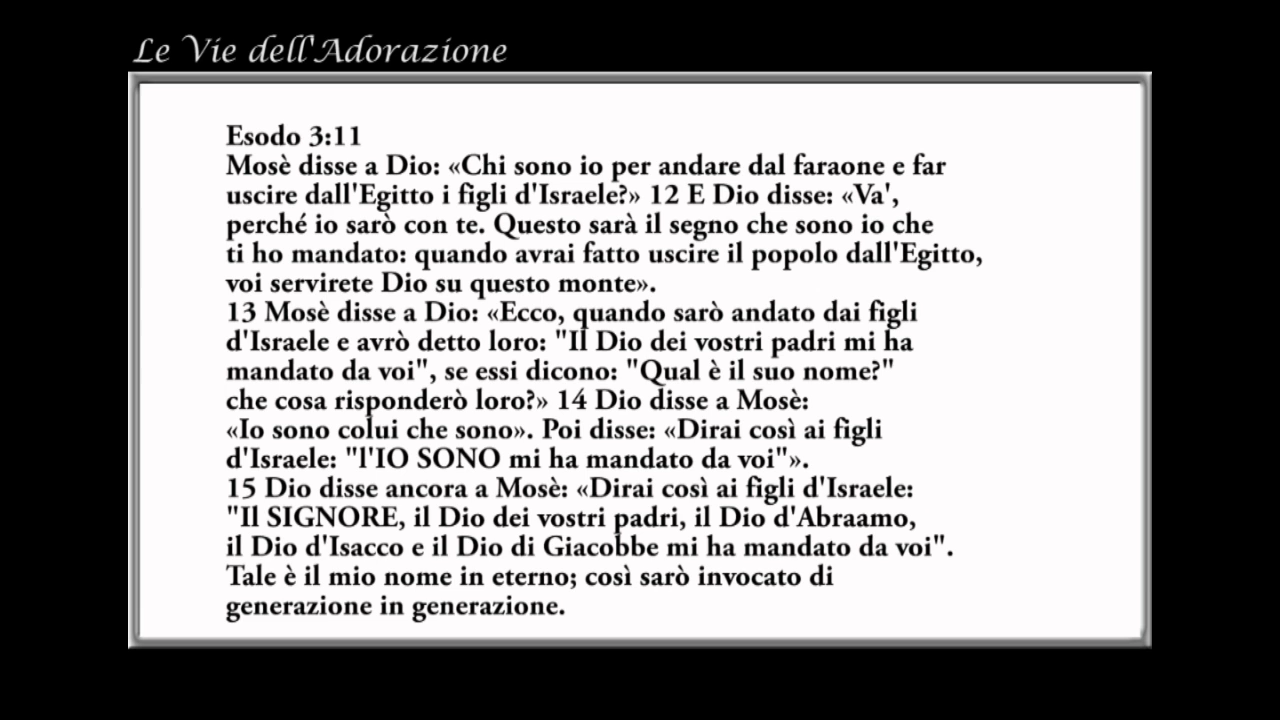 Le Vie dell'Adorazione
Esodo 3:11
Mosè disse a Dio: «Chi sono io per andare dal faraone e far
uscire dall'Egitto i figli d'Israele?» 12 E Dio disse: «Va',
perché io sarò con te. Questo sarà il segno che sono io che
ti ho mandato: quando avrai fatto uscire il popolo dall'Egitto,
voi servirete Dio su questo monte».
13 Mosè disse a Dio: «Ecco, quando sarò andato dai figli
d'Israele e avrò detto loro: "Il Dio dei vostri padri mi ha
mandato da voi", se essi dicono: "Qual è il suo nome?"
che cosa risponderò loro?» 14 Dio disse a Mosè:
«Io sono colui che sono». Poi disse: «Dirai così ai figli
d'Israele: "l'IO SONO mi ha mandato da voi"».
15 Dio disse ancora a Mosè: «Dirai così ai figli d'Israele:
"Il SIGNORE, il Dio dei vostri padri, il Dio d'Abraamo,
il Dio d'Isacco e il Dio di Giacobbe mi ha mandato da voi".
Tale è il mio nome in eterno; così sarò invocato di
generazione in generazione.